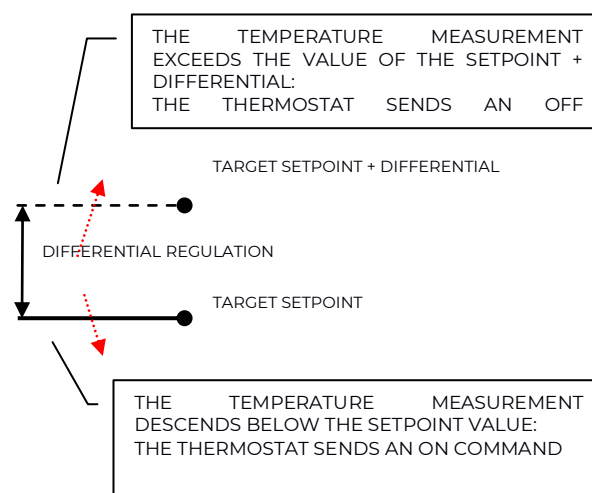 THE TEMPERATURE MEASUREMENT
EXCEEDS THE VALUE OF THE SETPOINT +
DIFFERENTIAL:
THE THERMOSTAT SENDS AN OFF
TARGET SETPOINT + DIFFERENTIAL
DIFFERENTIAL REGULATION
TARGET SETPOINT
THE TEMPERATURE MEASUREMENT
DESCENDS BELOW THE SETPOINT VALUE:
THE THERMOSTAT SENDS AN ON COMMAND